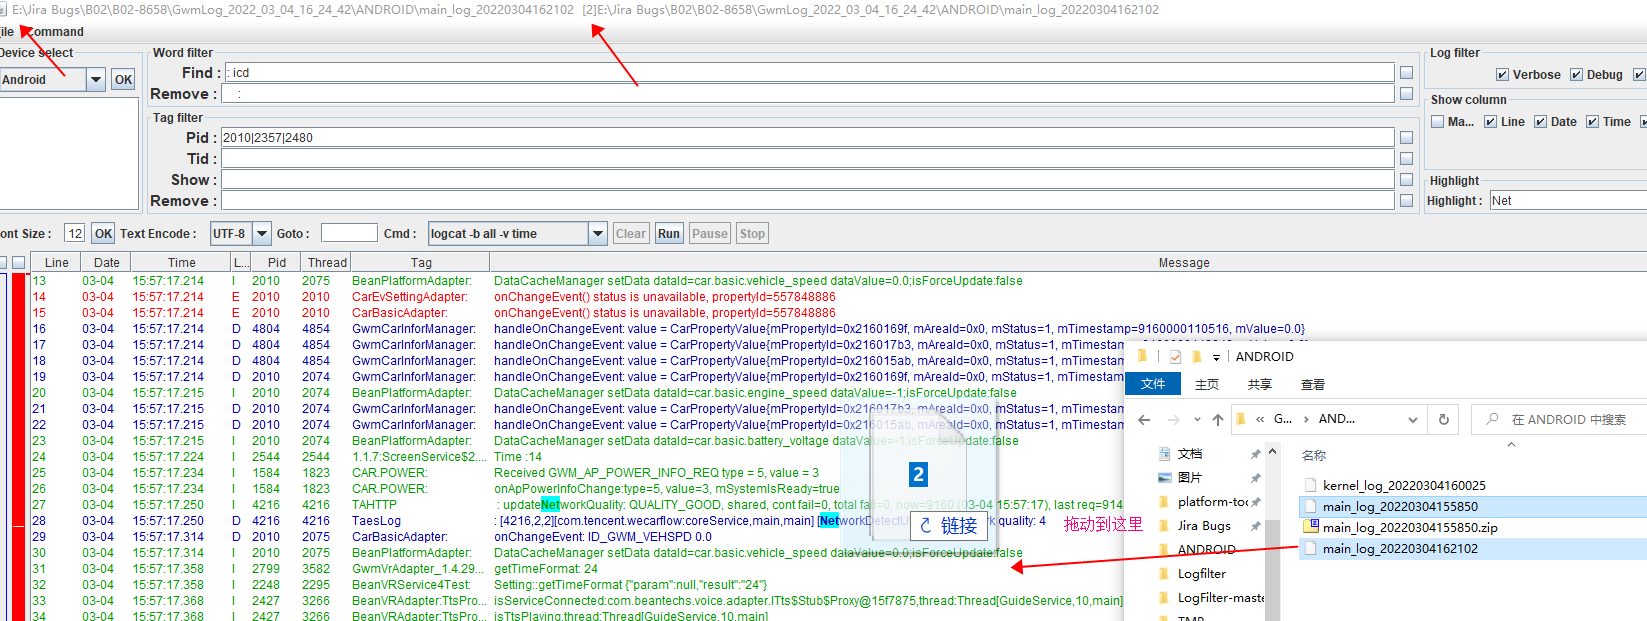 E:\Jira Bugs\B02\B02-8658\GwmLog_2022_03_04_16_24_42\ANDROID\main_log_20220304162102 [2]E:\Jira Bugs\B02\B02-8658\GwmLog_2022_03_04_16_24_42\ANDROID\main_log_20220304162102
ile Command
Device select
Android OK
Word filter
Find : : icd
Remove : :
Tag filter
Pid : 2010|2357|2480
Tid :
Show :
Remove :
Log filter
Verbose Debug
Show column
Ma... Line Date Time
Highlight
Highlight : Net
ont Size : 12 OK Text Encode : UTF-8 Goto : Cmd : logcat -b all -v time Clear Run Pause Stop
Line Date Time L... Pid Thread Tag Message
13 03-04 15:57:17.214 I 2010 2075 BeanPlatformAdapter: DataCacheManager setData dataId=car.basic.vehicle_speed dataValue=0.0;isForceUpdate:false
14 03-04 15:57:17.214 E 2010 2010 CarEvSettingAdapter: onChangeEvent() status is unavailable, propertyId=557848886
15 03-04 15:57:17.214 E 2010 2010 CarBasicAdapter: onChangeEvent() status is unavailable, propertyId=557848886
16 03-04 15:57:17.214 D 4804 4854 GwmCarInforManager: handleOnChangeEvent: value = CarPropertyValue{mPropertyId=0x2160169f, mAreaId=0x0, mStatus=1, mTimestamp=9160000110516, mValue=0.0}
17 03-04 15:57:17.214 D 4804 4854 GwmCarInforManager: handleOnChangeEvent: value = CarPropertyValue{mPropertyId=0x216017b3, mAreaId=0x0, mStatus=1, mTimestamp
18 03-04 15:57:17.214 D 4804 4854 GwmCarInforManager: handleOnChangeEvent: value = CarPropertyValue{mPropertyId=0x216015ab, mAreaId=0x0, mStatus=1, mTimestam
19 03-04 15:57:17.214 D 2010 2074 GwmCarInforManager: handleOnChangeEvent: value = CarPropertyValue{mPropertyId=0x2160169f, mAreaId=0x0, mStatus=1, mTimestam
20 03-04 15:57:17.215 I 2010 2074 BeanPlatformAdapter: DataCacheManager setData dataId=car.basic.engine_speed dataValue=-1;isForceUpdate:false
21 03-04 15:57:17.215 D 2010 2074 GwmCarInforManager: handleOnChangeEvent: value = CarPropertyValue{mPropertyId=0x216017b3, mAreaId=0x0, mStatus=1, mTimestam
22 03-04 15:57:17.215 D 2010 2074 GwmCarInforManager: handleOnChangeEvent: value = CarPropertyValue{mPropertyId=0x216015ab, mAreaId=0x0, mStatus=1, mTimestam
23 03-04 15:57:17.215 I 2010 2074 BeanPlatformAdapter: DataCacheManager setData dataId=car.basic.battery_voltage dataValue=-1;isForceUpdate:false
24 03-04 15:57:17.224 I 2544 2544 1.1.7:ScreenService$2.... Time :14
25 03-04 15:57:17.234 I 1584 1823 CAR.POWER: Received GWM_AP_POWER_INFO_REQ type = 5, value = 3
26 03-04 15:57:17.234 I 1584 1823 CAR.POWER: onApPowerInfoChange:type=5, value=3, mSystemIsReady=true
27 03-04 15:57:17.250 I 4216 4216 TAHTTP : updateNetworkQuality: QUALITY_GOOD, shared, cont fail=0, total fail=0, now=9160 (03-04 15:57:17), last req=914
28 03-04 15:57:17.250 D 4216 4216 TaesLog : [4216,2,2][com.tencent.wecarflow:coreService,main,main] [NetworkDetectU quality: 4
29 03-04 15:57:17.314 D 2010 2010 CarBasicAdapter: onChangeEvent: ID_GWM_VEHSPD 0.0
30 03-04 15:57:17.314 I 2010 2010 BeanPlatformAdapter: DataCacheManager setData dataId=car.basic.vehicle_speed dataValue=0.0;isForceUpdate:false
31 03-04 15:57:17.358 I 2799 3582 GwmVrAdapter_1.4.29... getTimeFormat: 24
32 03-04 15:57:17.358 I 2248 2295 BeanVRService4Test: Setting::getTimeFormat {"param":null,"result":"24"}
33 03-04 15:57:17.368 I 2427 3266 BeanVRAdapter:TtsPro... isServiceConnected:com.beantechs.voice.adapter.ITts$Stub$Proxy@15f7875,thread:Thread[GuideService,10,main]
34 03-04 15:57:17.368 I 2427 3266 BeanVRAdapter:TtsPro... isTtsPlaying,thread:Thread[GuideService,10,main]
2
链接
拖动到这里
ANDROID
文件 主页 共享 查看
« G... › AND... 在 ANDROID 中搜索
文档
图片
platform-too
Jira Bugs
ANDROID
Logfilter
LogFilter-maste
TMP
名称
kernel_log_20220304160025
main_log_20220304155850
main_log_20220304155850.zip
main_log_20220304162102